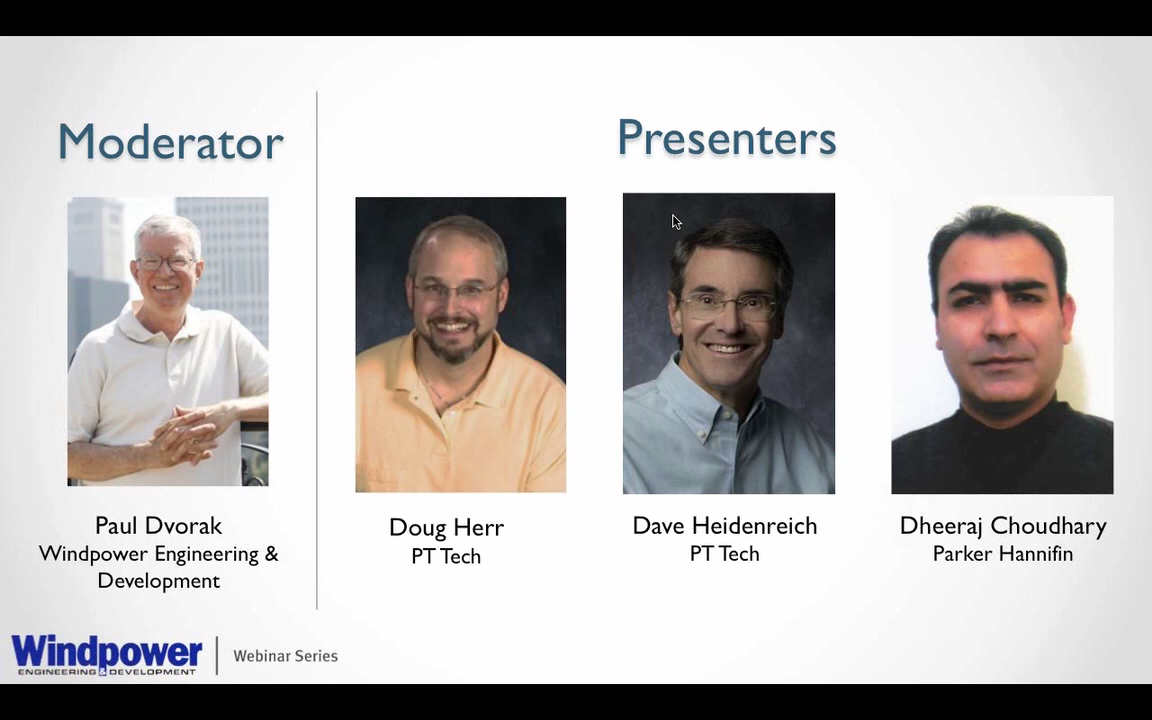 Moderator
Presenters
Paul Dvorak
Windpower Engineering &
Development
Doug Herr
PT Tech
Dave Heidenreich
PT Tech
Dheeraj Choudhary
Parker Hannifin
Windpower
ENGINEERING & DEVELOPMENT
Webinar Series